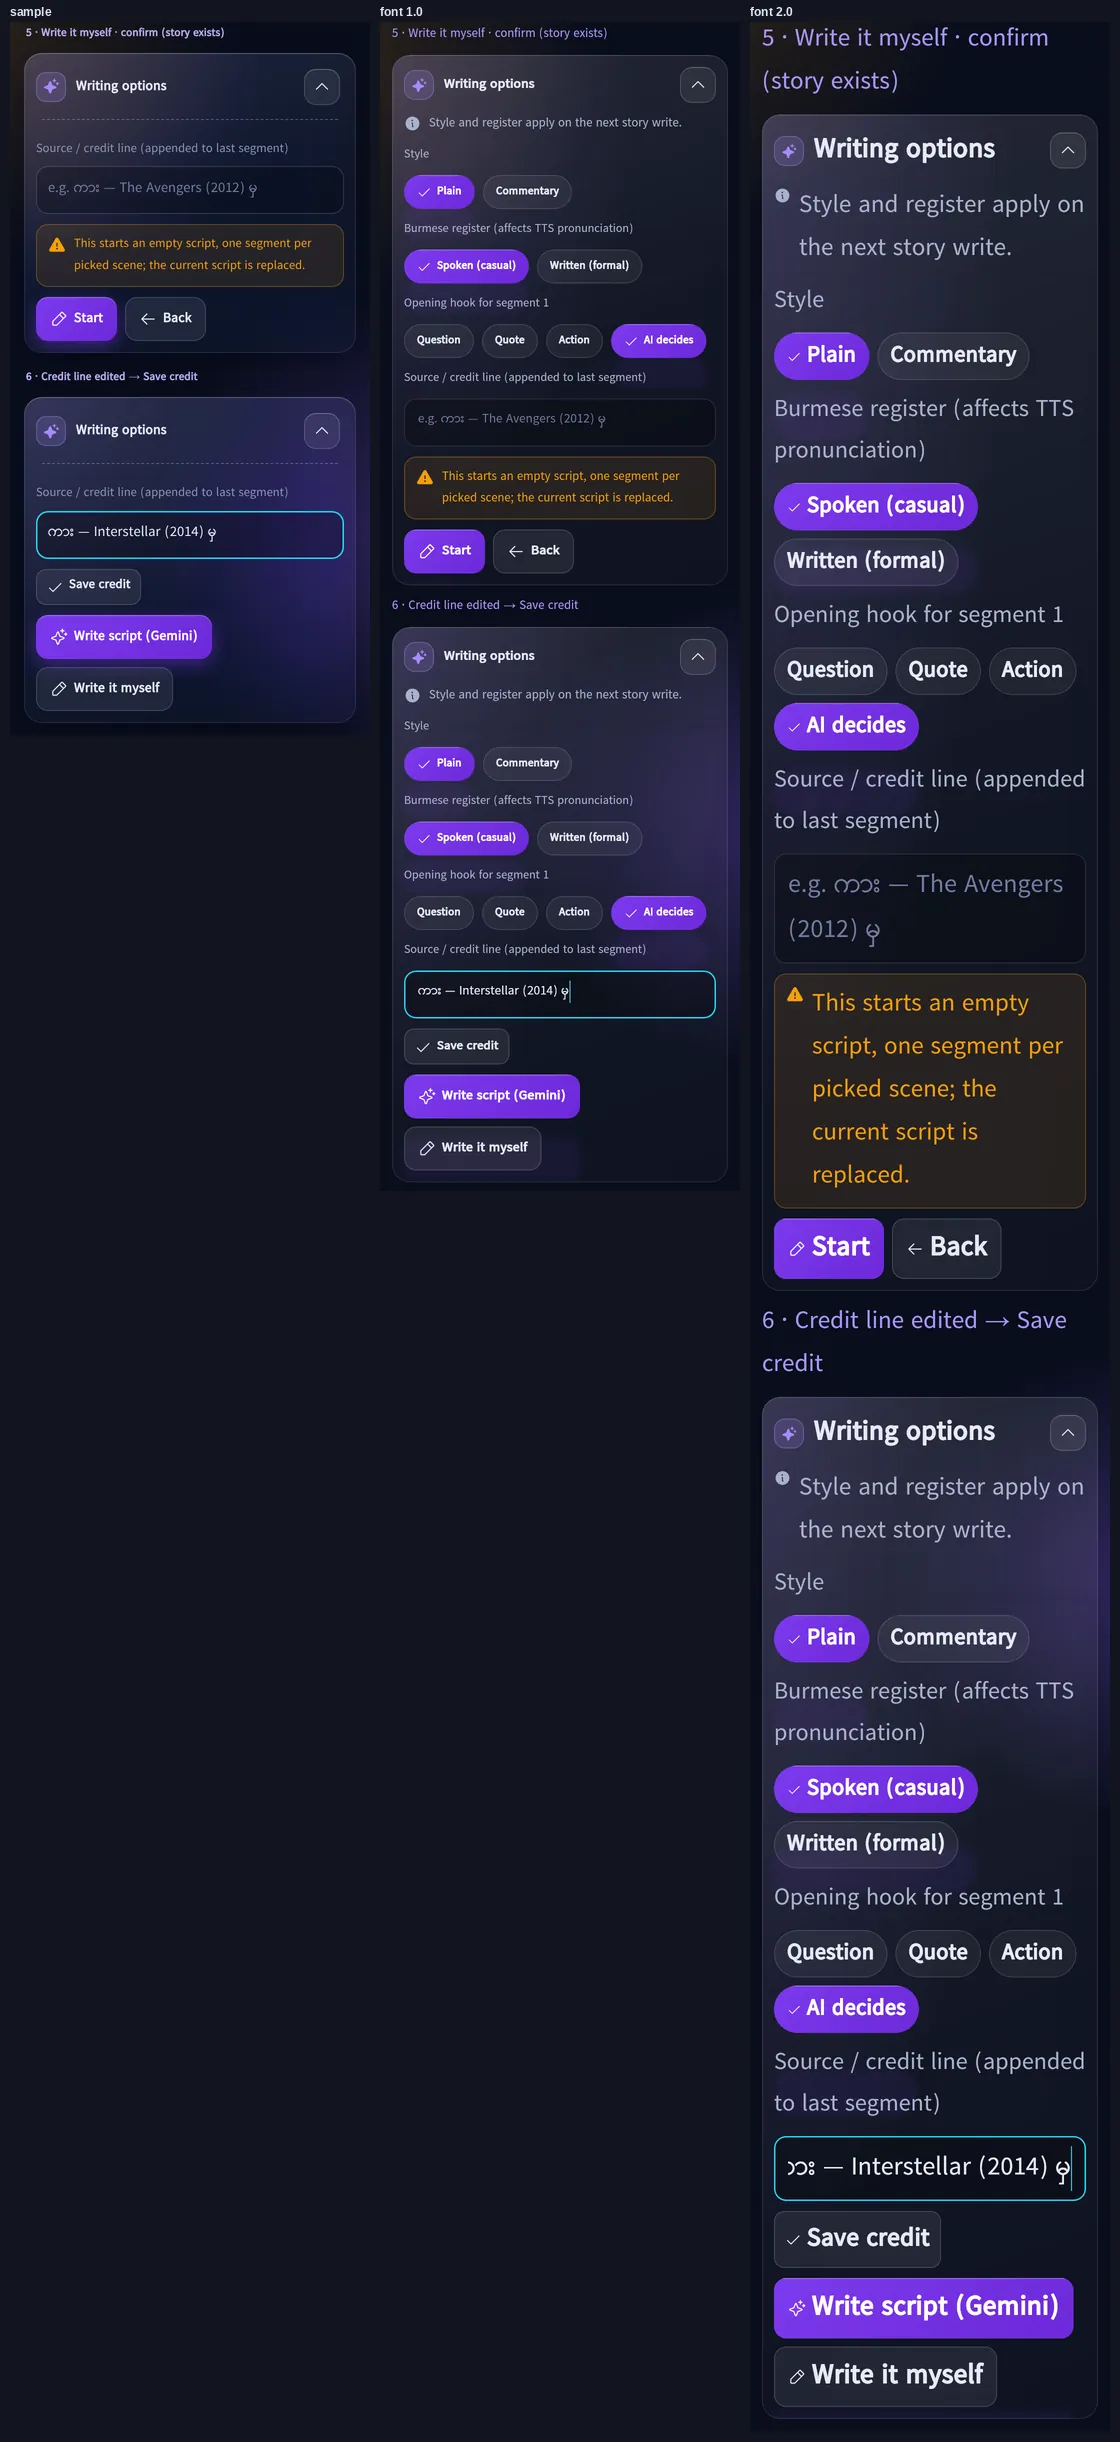 sample
5 · Write it myself · confirm (story exists)
Writing options
Source / credit line (appended to last segment)
e.g. ကား — The Avengers (2012) မှ
This starts an empty script, one segment per
picked scene; the current script is replaced.
Start
Back
6 · Credit line edited → Save credit
Writing options
Source / credit line (appended to last segment)
ကား — Interstellar (2014) မှ
Save credit
Write script (Gemini)
Write it myself
font 1.0
5 · Write it myself · confirm (story exists)
Writing options
Style and register apply on the next story write.
Style
Plain
Commentary
Burmese register (affects TTS pronunciation)
Spoken (casual)
Written (formal)
Opening hook for segment 1
Question
Quote
Action
AI decides
Source / credit line (appended to last segment)
e.g. ကား — The Avengers (2012) မှ
This starts an empty script, one segment per
picked scene; the current script is replaced.
Start
Back
6 · Credit line edited → Save credit
Writing options
Style and register apply on the next story write.
Style
Plain
Commentary
Burmese register (affects TTS pronunciation)
Spoken (casual)
Written (formal)
Opening hook for segment 1
Question
Quote
Action
AI decides
Source / credit line (appended to last segment)
ကား — Interstellar (2014) မှ
Save credit
Write script (Gemini)
Write it myself
font 2.0
5 · Write it myself · confirm
(story exists)
Writing options
Style and register apply on
the next story write.
Style
Plain
Commentary
Burmese register (affects TTS
pronunciation)
Spoken (casual)
Written (formal)
Opening hook for segment 1
Question
Quote
Action
AI decides
Source / credit line (appended
to last segment)
e.g. ကား — The Avengers
(2012) မှ
This starts an empty
script, one segment per
picked scene; the
current script is
replaced.
Start
Back
6 · Credit line edited → Save
credit
Writing options
Style and register apply on
the next story write.
Style
Plain
Commentary
Burmese register (affects TTS
pronunciation)
Spoken (casual)
Written (formal)
Opening hook for segment 1
Question
Quote
Action
AI decides
Source / credit line (appended
to last segment)
— Interstellar (2014) မှ
Save credit
Write script (Gemini)
Write it myself